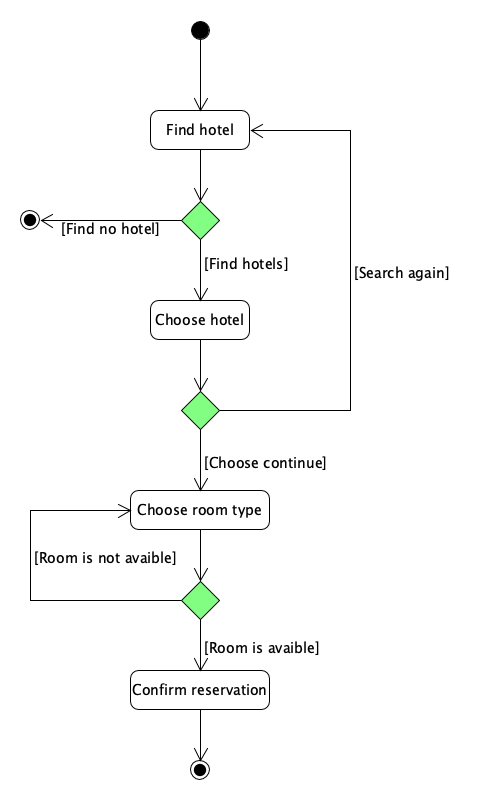 Find hotel
[Find no hotel]
[Find hotels]
[Search again]
Choose hotel
[Choose continue]
Choose room type
[Room is not avaible]
[Room is avaible]
Confirm reservation